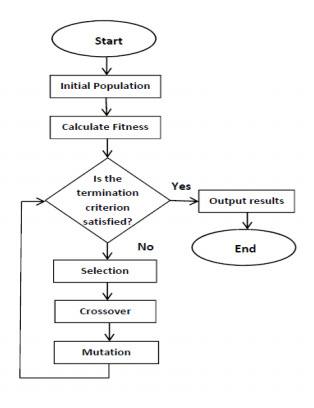 Start
Initial Population
Calculate Fitness
Is the
termination
criterion
satisfied?
Yes
Output results
End
No
Selection
Crossover
Mutation